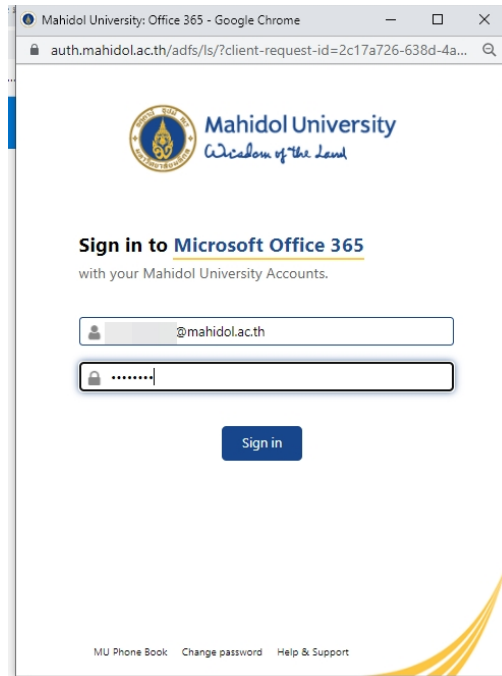 Mahidol University: Office 365 - Google Chrome
auth.mahidol.ac.th/adfs/ls/?client-request-id=2c17a726-638d-4a...
Mahidol University
Wisdom of the Land
Sign in to Microsoft Office 365
with your Mahidol University Accounts.
@mahidol.ac.th
••••••••
Sign in
MU Phone Book Change password Help & Support